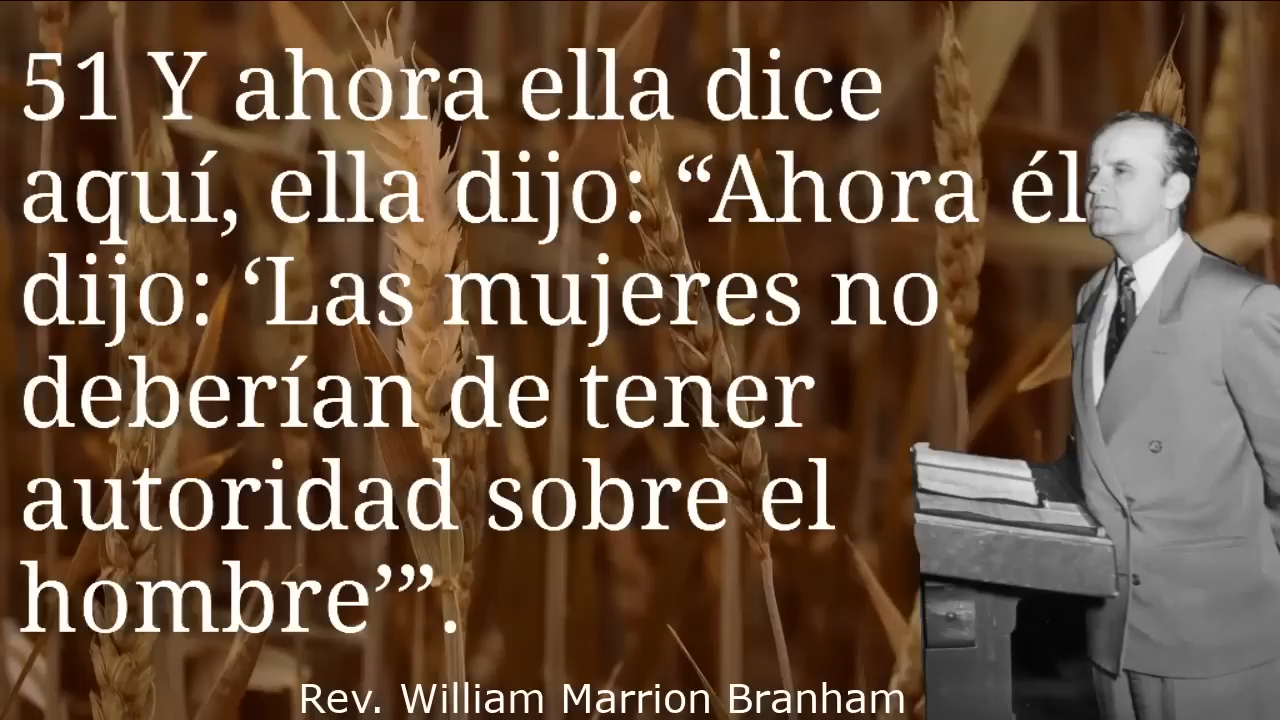 51 Y ahora ella dice
aquí, ella dijo: “Ahora él
dijo: ‘Las mujeres no
deberían de tener
autoridad sobre el
hombre’”.
Rev. William Marrion Branham